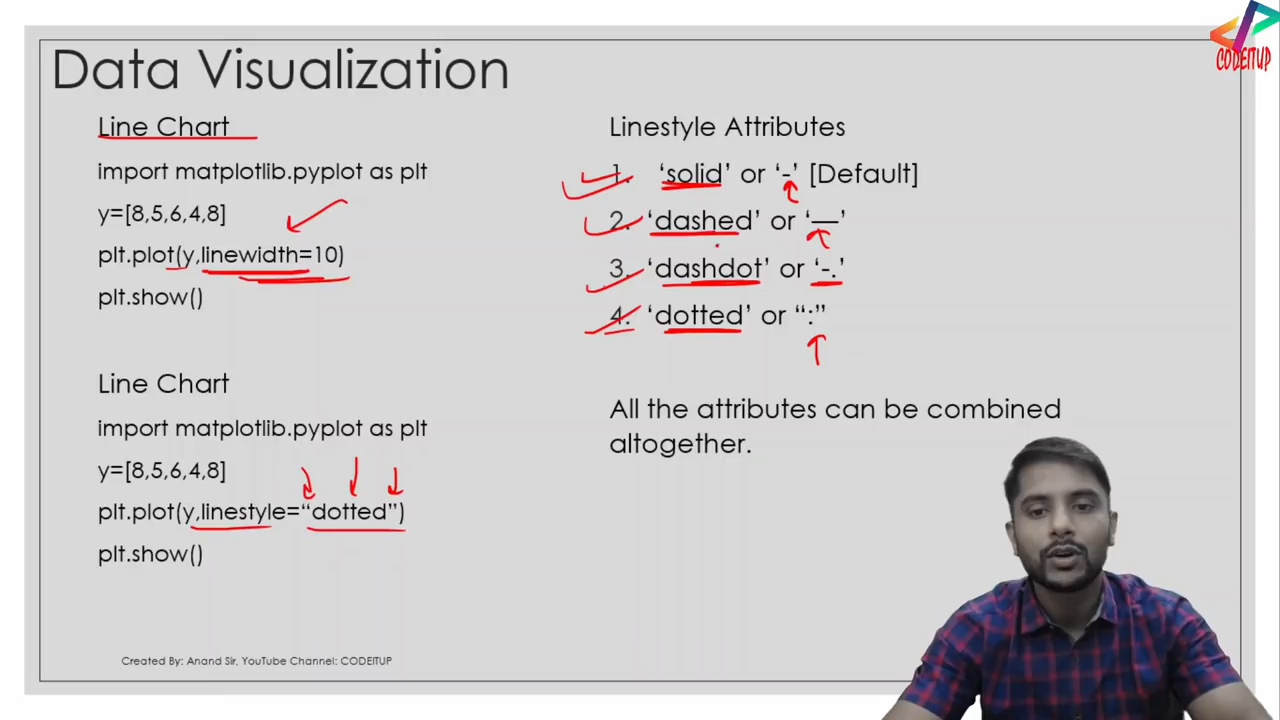 CODEITUP
Data Visualization
Line Chart
import matplotlib.pyplot as plt
y=[8,5,6,4,8]
plt.plot(y,linewidth=10)
plt.show()
Line Chart
import matplotlib.pyplot as plt
y=[8,5,6,4,8]
plt.plot(y,linestyle=“dotted”)
plt.show()
Linestyle Attributes
1. ‘solid’ or ‘-’ [Default]
2. ‘dashed’ or ‘—’
3. ‘dashdot’ or ‘-.’
4. ‘dotted’ or “:”
All the attributes can be combined
altogether.
Created By: Anand Sir, YouTube Channel: CODEITUP